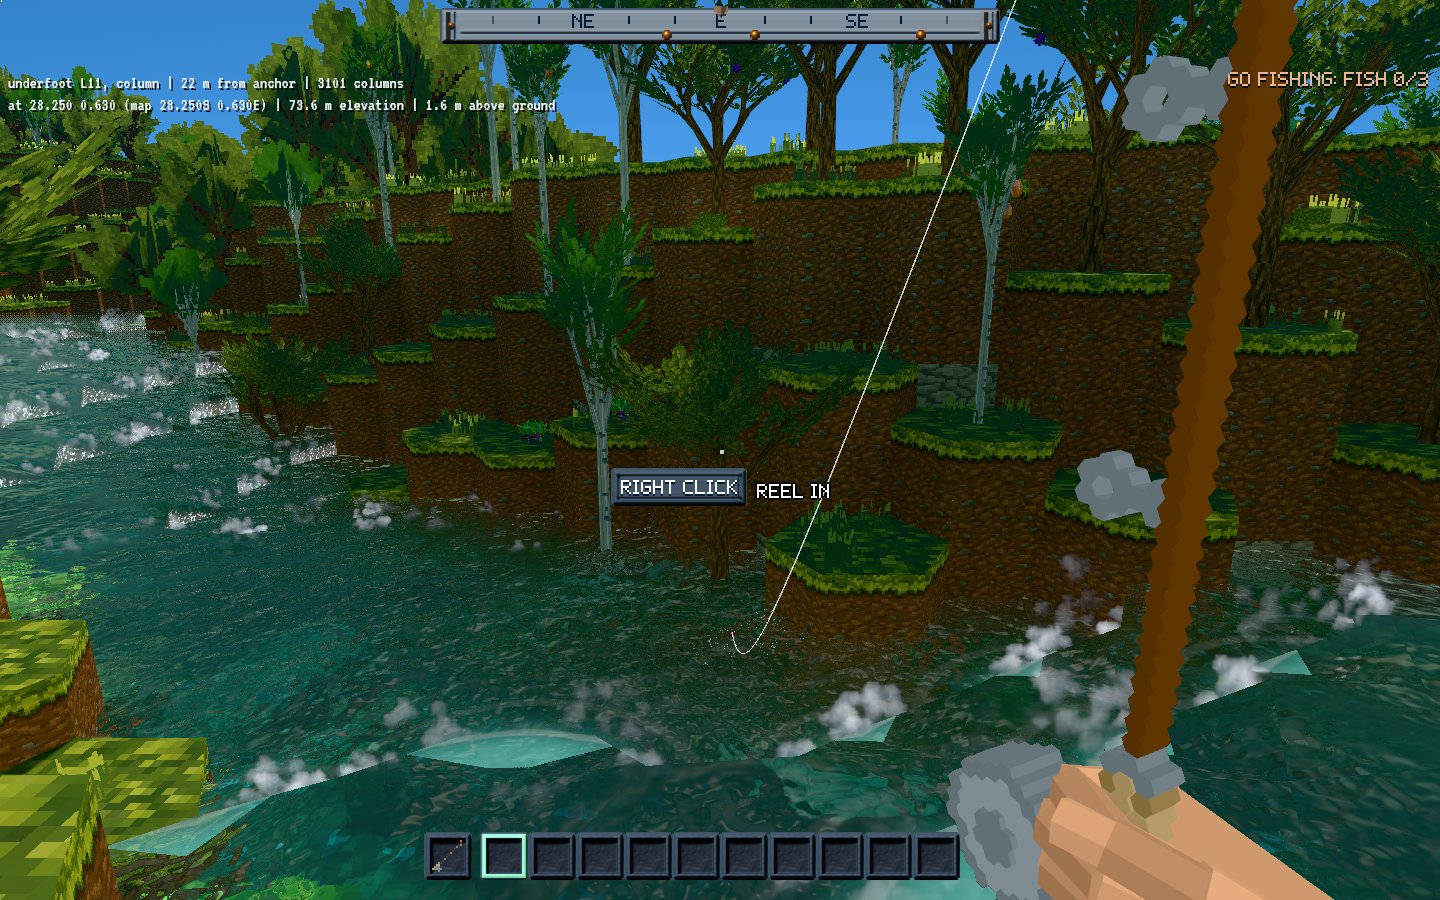 NE E SE
underfoot L11, column | 22 m from anchor | 3101 columns
GO FISHING: FISH 0/3
at 28.250 0.630 (map 28.250S 0.630E) | 73.6 m elevation | 1.6 m above ground
RIGHT CLICK REEL IN